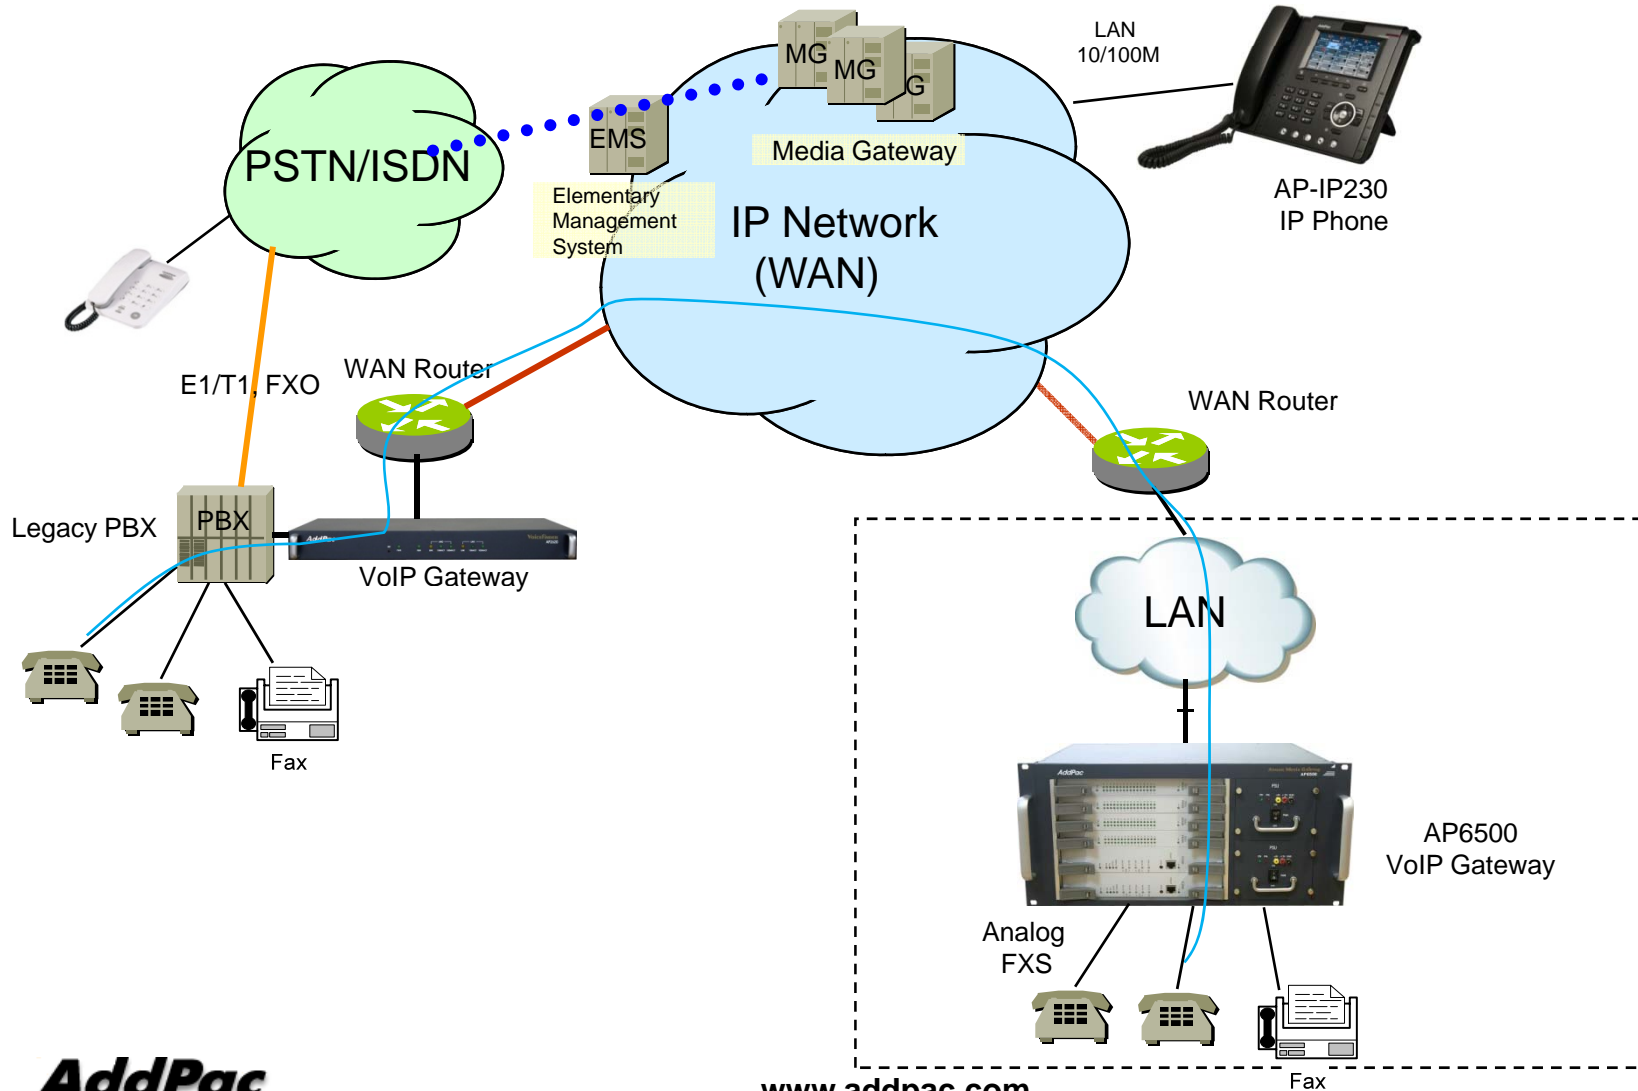 MG
MG
G
LAN
10/100M
EMS
Media Gateway
PSTN/ISDN
AP-IP230
IP Phone
Elementary
Management
System
IP Network
(WAN)
WAN Router
E1/T1, FXO
WAN Router
Legacy PBX
PBX
AddPac
VoIP Gateway
LAN
Fax
AddPac
AP6500
VoIP Gateway
Analog
FXS
Fax
AddPac
www.addpac.com